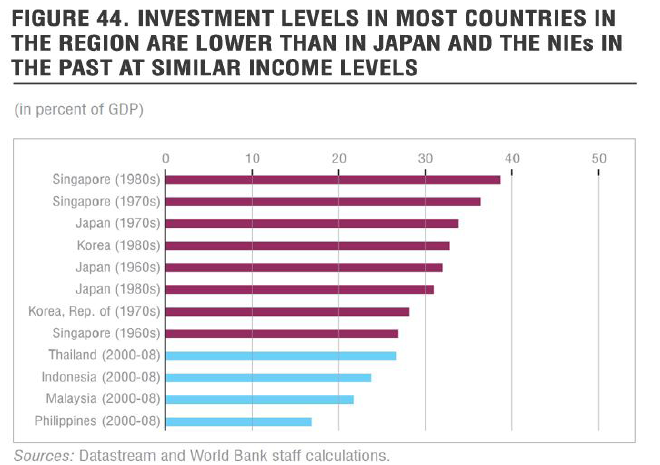 FIGURE 44. INVESTMENT LEVELS IN MOST COUNTRIES IN
THE REGION ARE LOWER THAN IN JAPAN AND THE NIEs IN
THE PAST AT SIMILAR INCOME LEVELS
(in percent of GDP)
0 10 20 30 40 50
Singapore (1980s)
Singapore (1970s)
Japan (1970s)
Korea (1980s)
Japan (1960s)
Japan (1980s)
Korea, Rep. of (1970s)
Singapore (1960s)
Thailand (2000-08)
Indonesia (2000-08)
Malaysia (2000-08)
Philippines (2000-08)
Sources: Datastream and World Bank staff calculations.